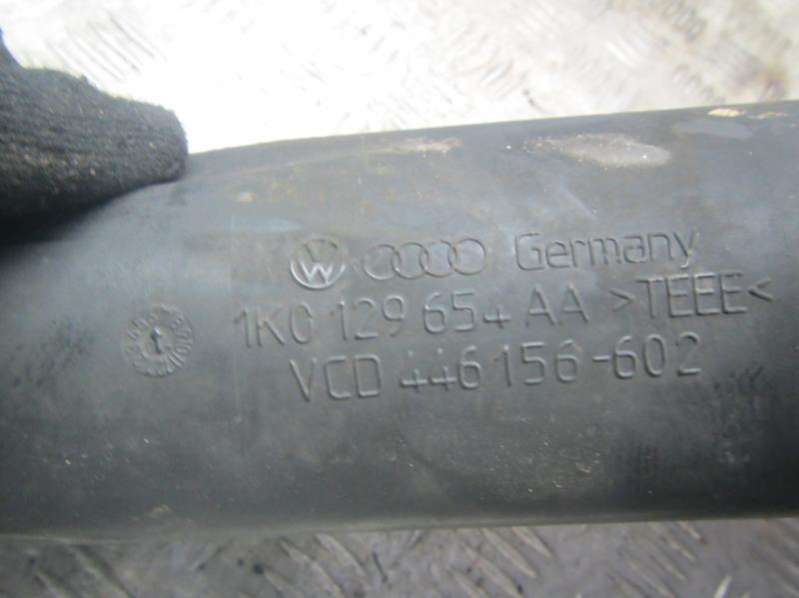 Germany
1K0 129 654 AA >TEEE<
VCD 446156-602